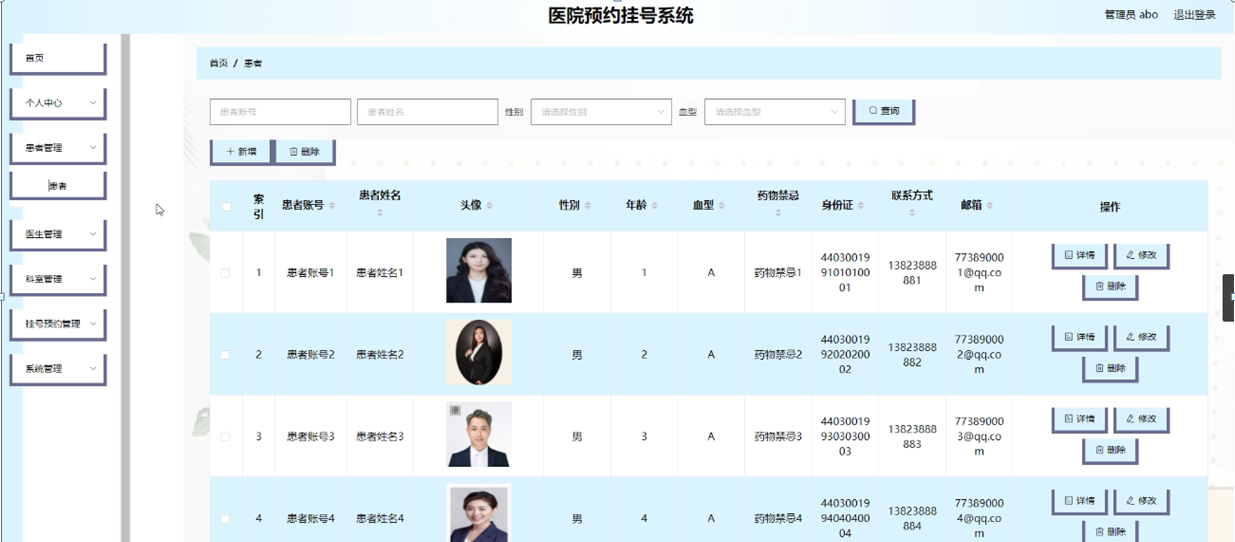 医院预约挂号系统
管理员 abo 退出登录
首页
个人中心
患者管理
患者
医生管理
科室管理
挂号预约管理
系统管理
首页 / 患者
患者账号 患者姓名 性别 请选择性别 血型 请选择血型 查询
+ 新增 删除
索引 患者账号 患者姓名 头像 性别 年龄 血型 药物禁忌 身份证 联系方式 邮箱 操作
1 患者账号1 患者姓名1 男 1 A 药物禁忌1 440300199101010001 13823888881 773890001@qq.com 详情 修改 删除
2 患者账号2 患者姓名2 男 2 A 药物禁忌2 440300199202020002 13823888882 773890002@qq.com 详情 修改 删除
3 患者账号3 患者姓名3 男 3 A 药物禁忌3 440300199303030003 13823888883 773890003@qq.com 详情 修改 删除
4 患者账号4 患者姓名4 男 4 A 药物禁忌4 440300199404040004 13823888884 773890004@qq.com 详情 修改 删除